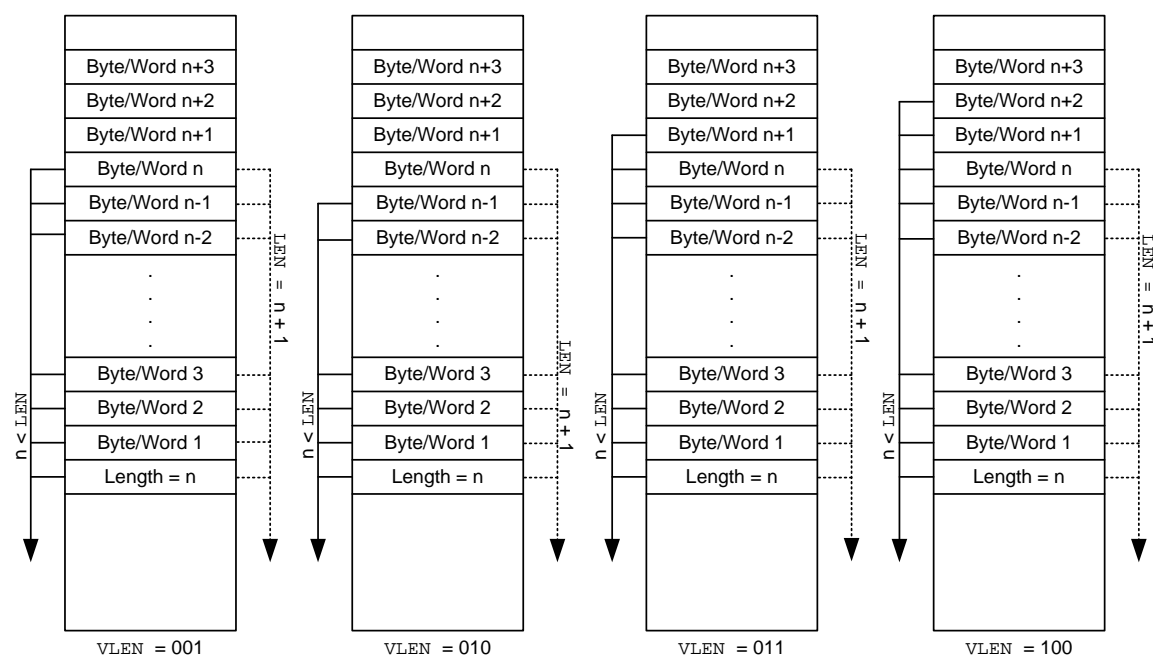 Byte/Word n+3
Byte/Word n+2
Byte/Word n+1
Byte/Word n
Byte/Word n-1
Byte/Word n-2
.
.
.
.
Byte/Word 3
Byte/Word 2
Byte/Word 1
Length = n
n < LEN
LEN = n + 1
VLEN = 001
Byte/Word n+3
Byte/Word n+2
Byte/Word n+1
Byte/Word n
Byte/Word n-1
Byte/Word n-2
.
.
.
.
Byte/Word 3
Byte/Word 2
Byte/Word 1
Length = n
n < LEN
LEN = n + 1
VLEN = 010
Byte/Word n+3
Byte/Word n+2
Byte/Word n+1
Byte/Word n
Byte/Word n-1
Byte/Word n-2
.
.
.
.
Byte/Word 3
Byte/Word 2
Byte/Word 1
Length = n
n < LEN
LEN = n + 1
VLEN = 011
Byte/Word n+3
Byte/Word n+2
Byte/Word n+1
Byte/Word n
Byte/Word n-1
Byte/Word n-2
.
.
.
.
Byte/Word 3
Byte/Word 2
Byte/Word 1
Length = n
n < LEN
LEN = n + 1
VLEN = 100